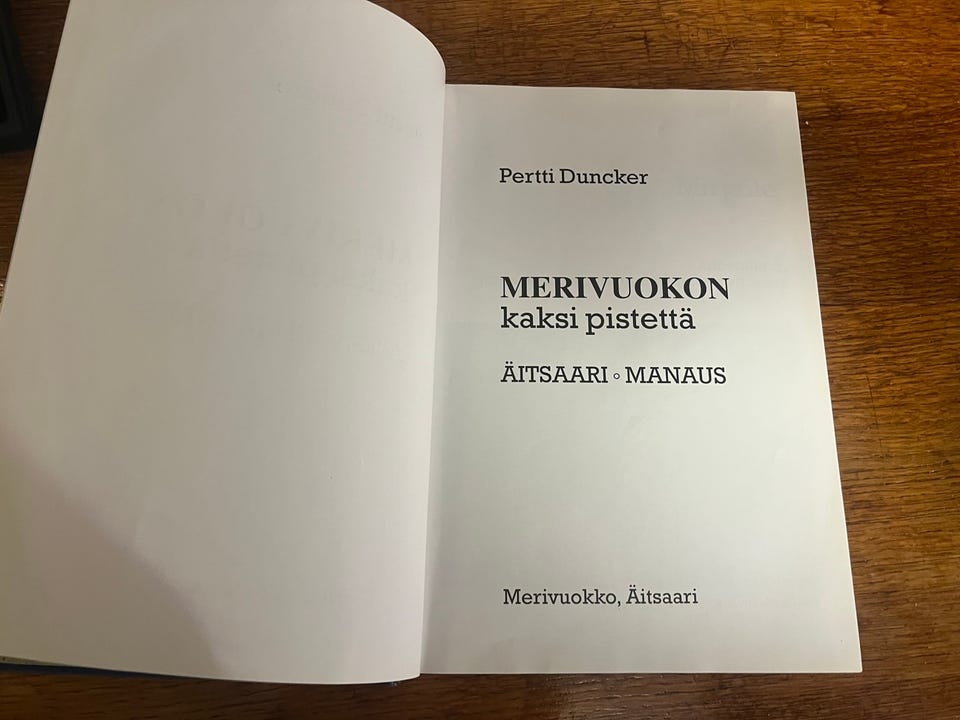 Pertti Duncker
MERIVUOKON
kaksi pistettä
ÄITSAARI ◦ MANAUS
Merivuokko, Äitsaari